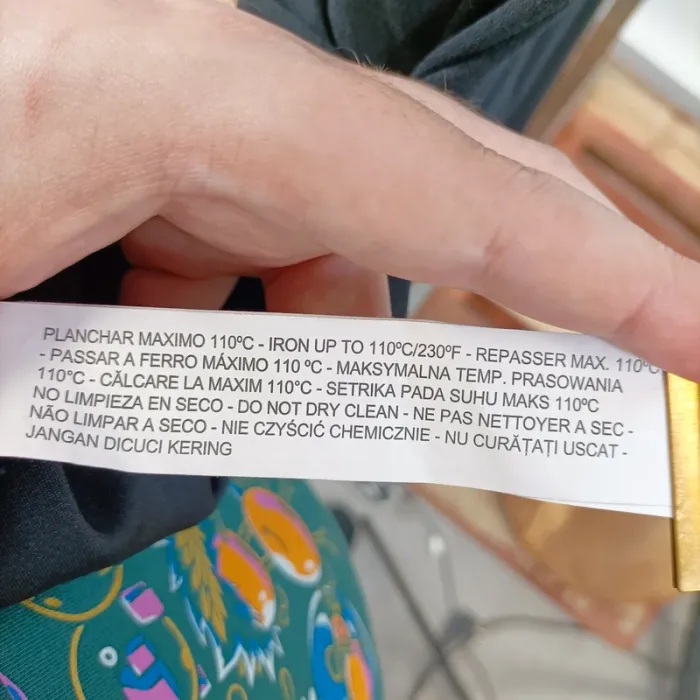 PLANCHAR MAXIMO 110ºC - IRON UP TO 110ºC/230ºF - REPASSER MAX. 110ºC
- PASSAR A FERRO MÁXIMO 110 ºC - MAKSYMALNA TEMP. PRASOWANIA
110°C - CĂLCARE LA MAXIM 110°C - SETRIKA PADA SUHU MAKS 110ºC
NO LIMPIEZA EN SECO - DO NOT DRY CLEAN - NE PAS NETTOYER A SEC -
NÃO LIMPAR A SECO - NIE CZYŚCIĆ CHEMICZNIE - NU CURĂȚAȚI USCAT -
JANGAN DICUCI KERING